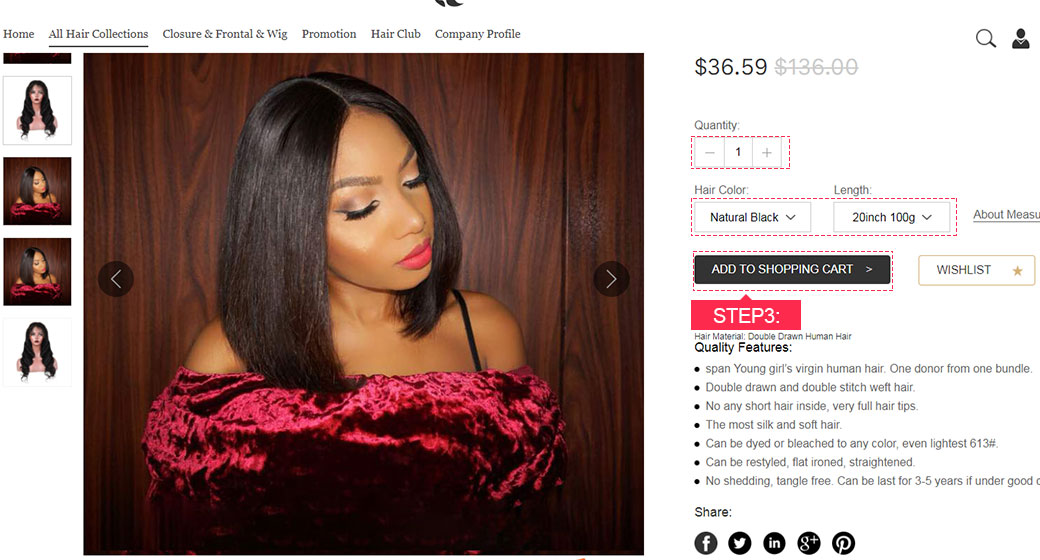 Home All Hair Collections Closure & Frontal & Wig Promotion Hair Club Company Profile
$36.59 $136.00
Quantity:
— 1 +
Hair Color: Length:
Natural Black 20inch 100g About Measu
ADD TO SHOPPING CART > WISHLIST
STEP3:
Hair Material: Double Drawn Human Hair
Quality Features:
span Young girl's virgin human hair. One donor from one bundle.
Double drawn and double stitch weft hair.
No any short hair inside, very full hair tips.
The most silk and soft hair.
Can be dyed or bleached to any color, even lightest 613#.
Can be restyled, flat ironed, straightened.
No shedding, tangle free. Can be last for 3-5 years if under good
Share: